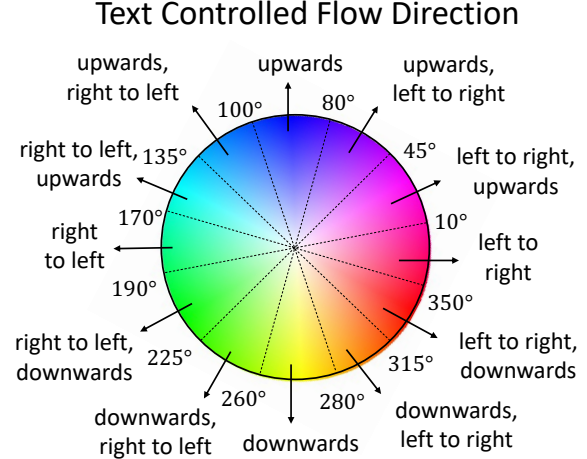 Text Controlled Flow Direction
upwards,
right to left
upwards
upwards,
left to right
100°
80°
right to left,
upwards
135°
45°
left to right,
upwards
170°
10°
right
to left
left to
right
190°
350°
right to left,
downwards
225°
315°
left to right,
downwards
260°
280°
downwards,
right to left
downwards
downwards,
left to right